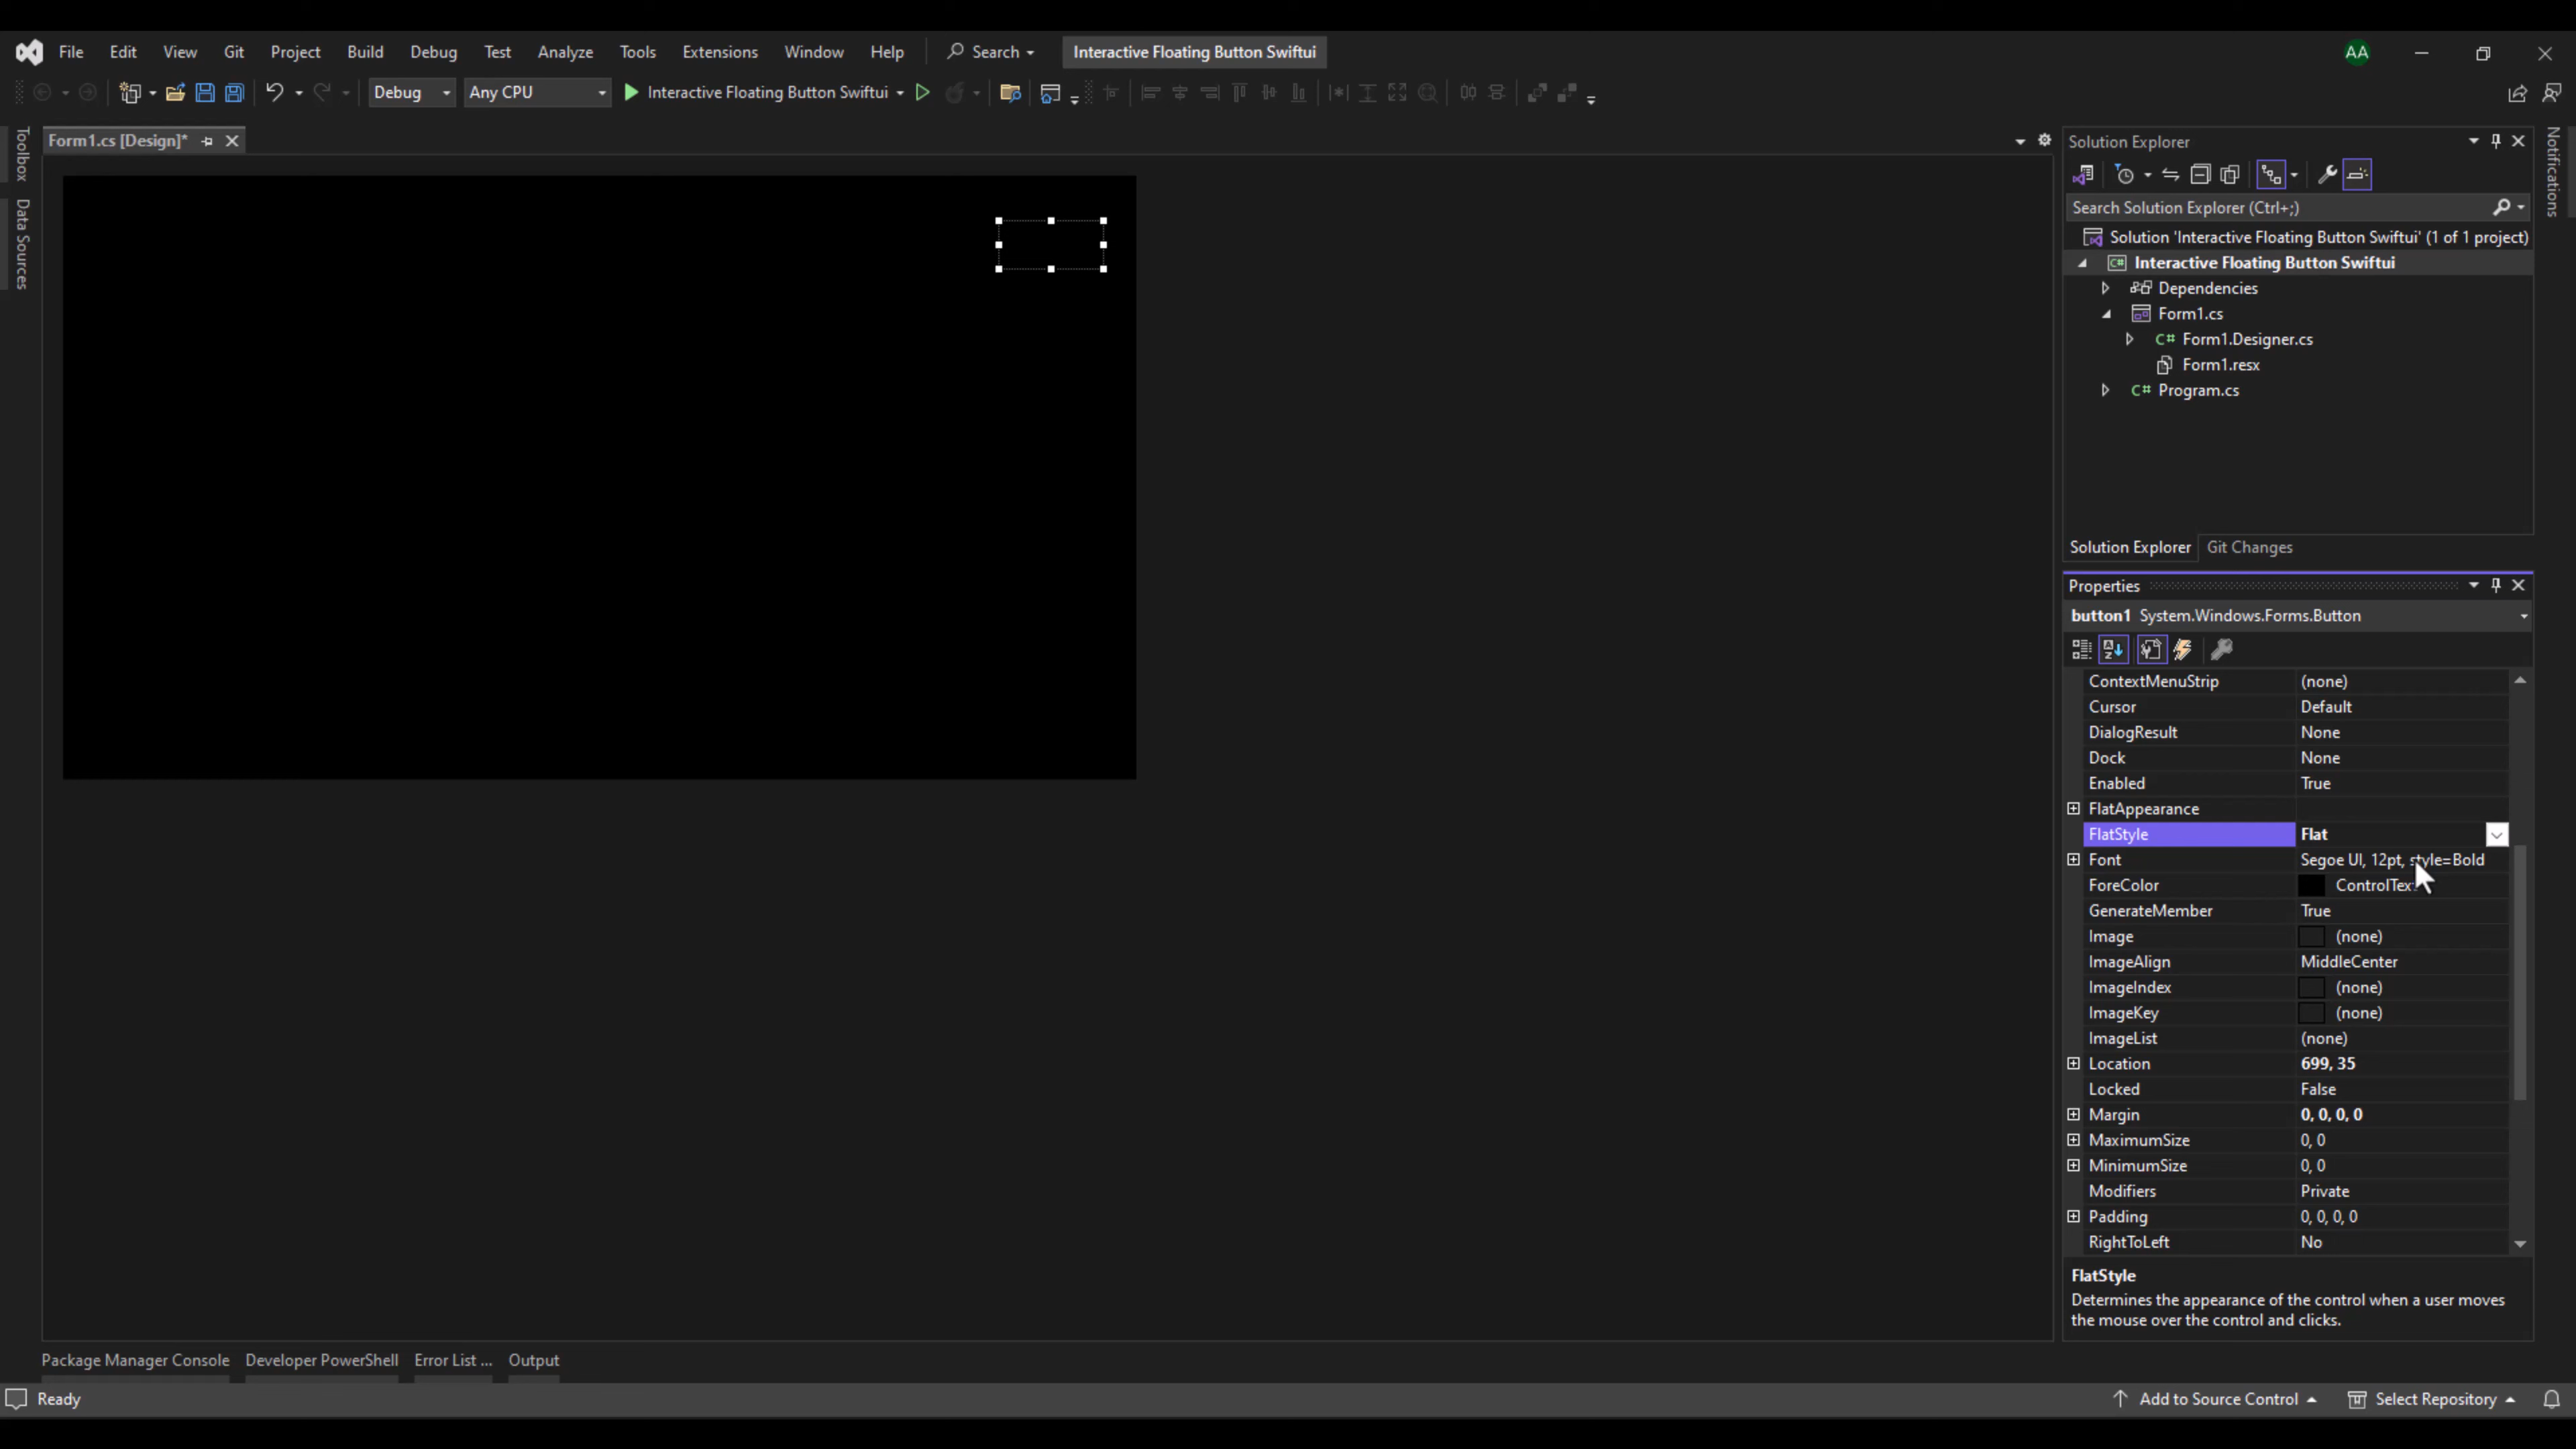 File Edit View Git Project Build Debug Test Analyze Tools Extensions Window Help Search Interactive Floating Button Swiftui AA
Debug Any CPU Interactive Floating Button Swiftui
Toolbox
Data Sources
Form1.cs [Design]*
Solution Explorer
Search Solution Explorer (Ctrl+;)
Solution 'Interactive Floating Button Swiftui' (1 of 1 project)
C# Interactive Floating Button Swiftui
Dependencies
Form1.cs
C# Form1.Designer.cs
Form1.resx
C# Program.cs
Solution Explorer Git Changes
Notifications
Properties
button1 System.Windows.Forms.Button
ContextMenuStrip (none)
Cursor Default
DialogResult None
Dock None
Enabled True
FlatAppearance
FlatStyle Flat
Font Segoe UI, 12pt, style=Bold
ForeColor
GenerateMember True
Image (none)
ImageAlign MiddleCenter
ImageIndex (none)
ImageKey (none)
ImageList (none)
Location 699, 35
Locked False
Margin 0, 0, 0, 0
MaximumSize 0, 0
MinimumSize 0, 0
Modifiers Private
Padding 0, 0, 0, 0
RightToLeft No
FlatStyle
Determines the appearance of the control when a user moves
the mouse over the control and clicks.
Package Manager Console Developer PowerShell Error List ... Output
Ready Add to Source Control Select Repository